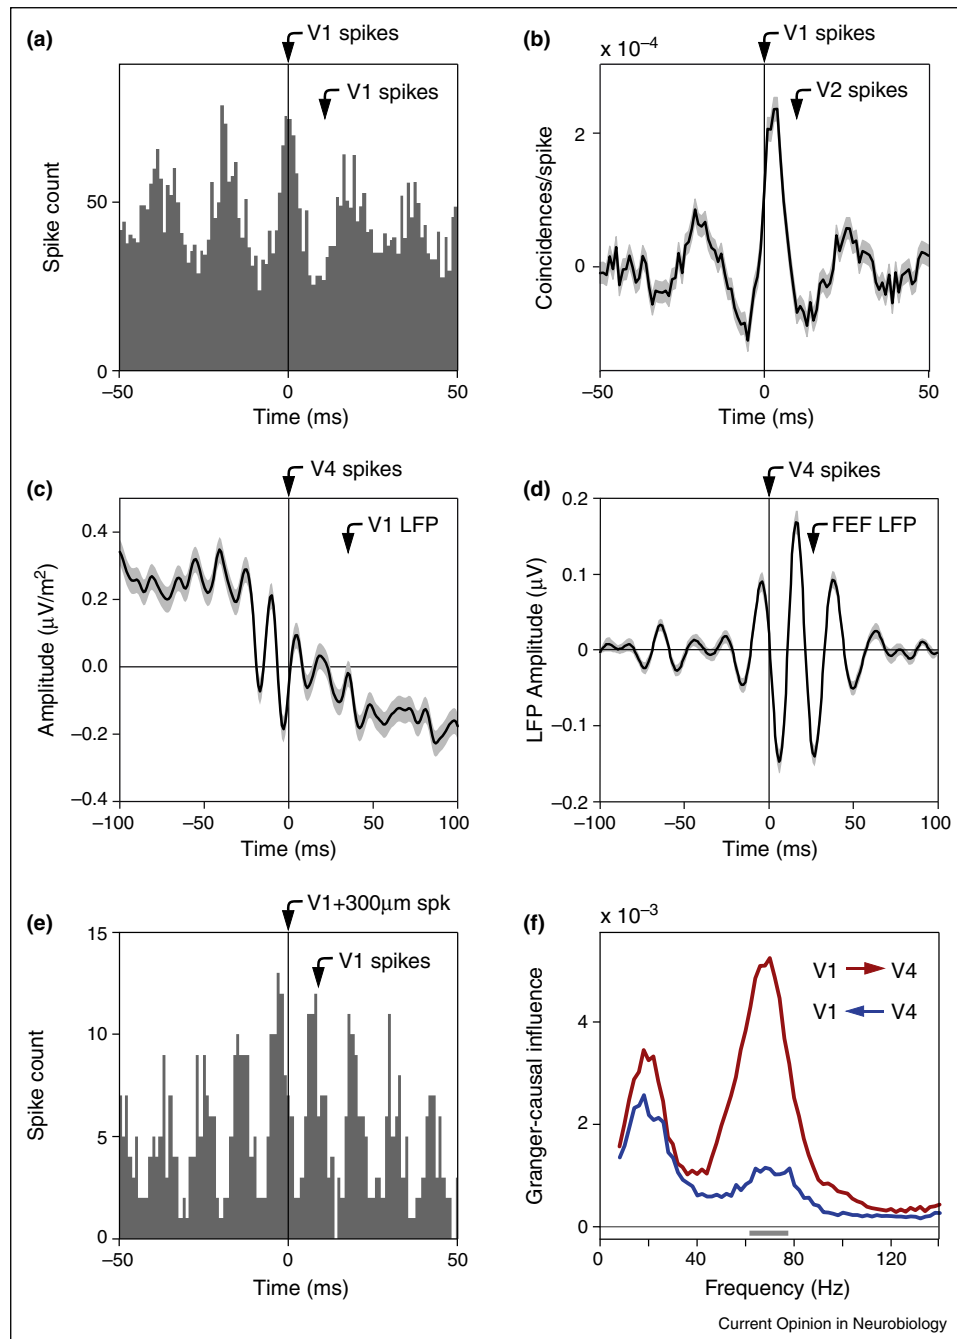 (a)
V1 spikes
V1 spikes
Spike count
50
0
−50 0 50
Time (ms)
(b)
x 10−4
V1 spikes
V2 spikes
Coincidences/spike
2
0
−50 0 50
Time (ms)
(c)
V4 spikes
V1 LFP
Amplitude (μV/m2)
0.4
0.2
0.0
−0.2
−0.4
−100 −50 0 50 100
Time (ms)
(d)
V4 spikes
FEF LFP
LFP Amplitude (μV)
0.2
0.1
0
−0.1
−0.2
−100 −50 0 50 100
Time (ms)
(e)
V1+300μm spk
V1 spikes
Spike count
15
10
5
0
−50 0 50
Time (ms)
(f)
x 10−3
V1 V4
V1 V4
Granger-causal influence
4
2
0
0 40 80 120
Frequency (Hz)
Current Opinion in Neurobiology